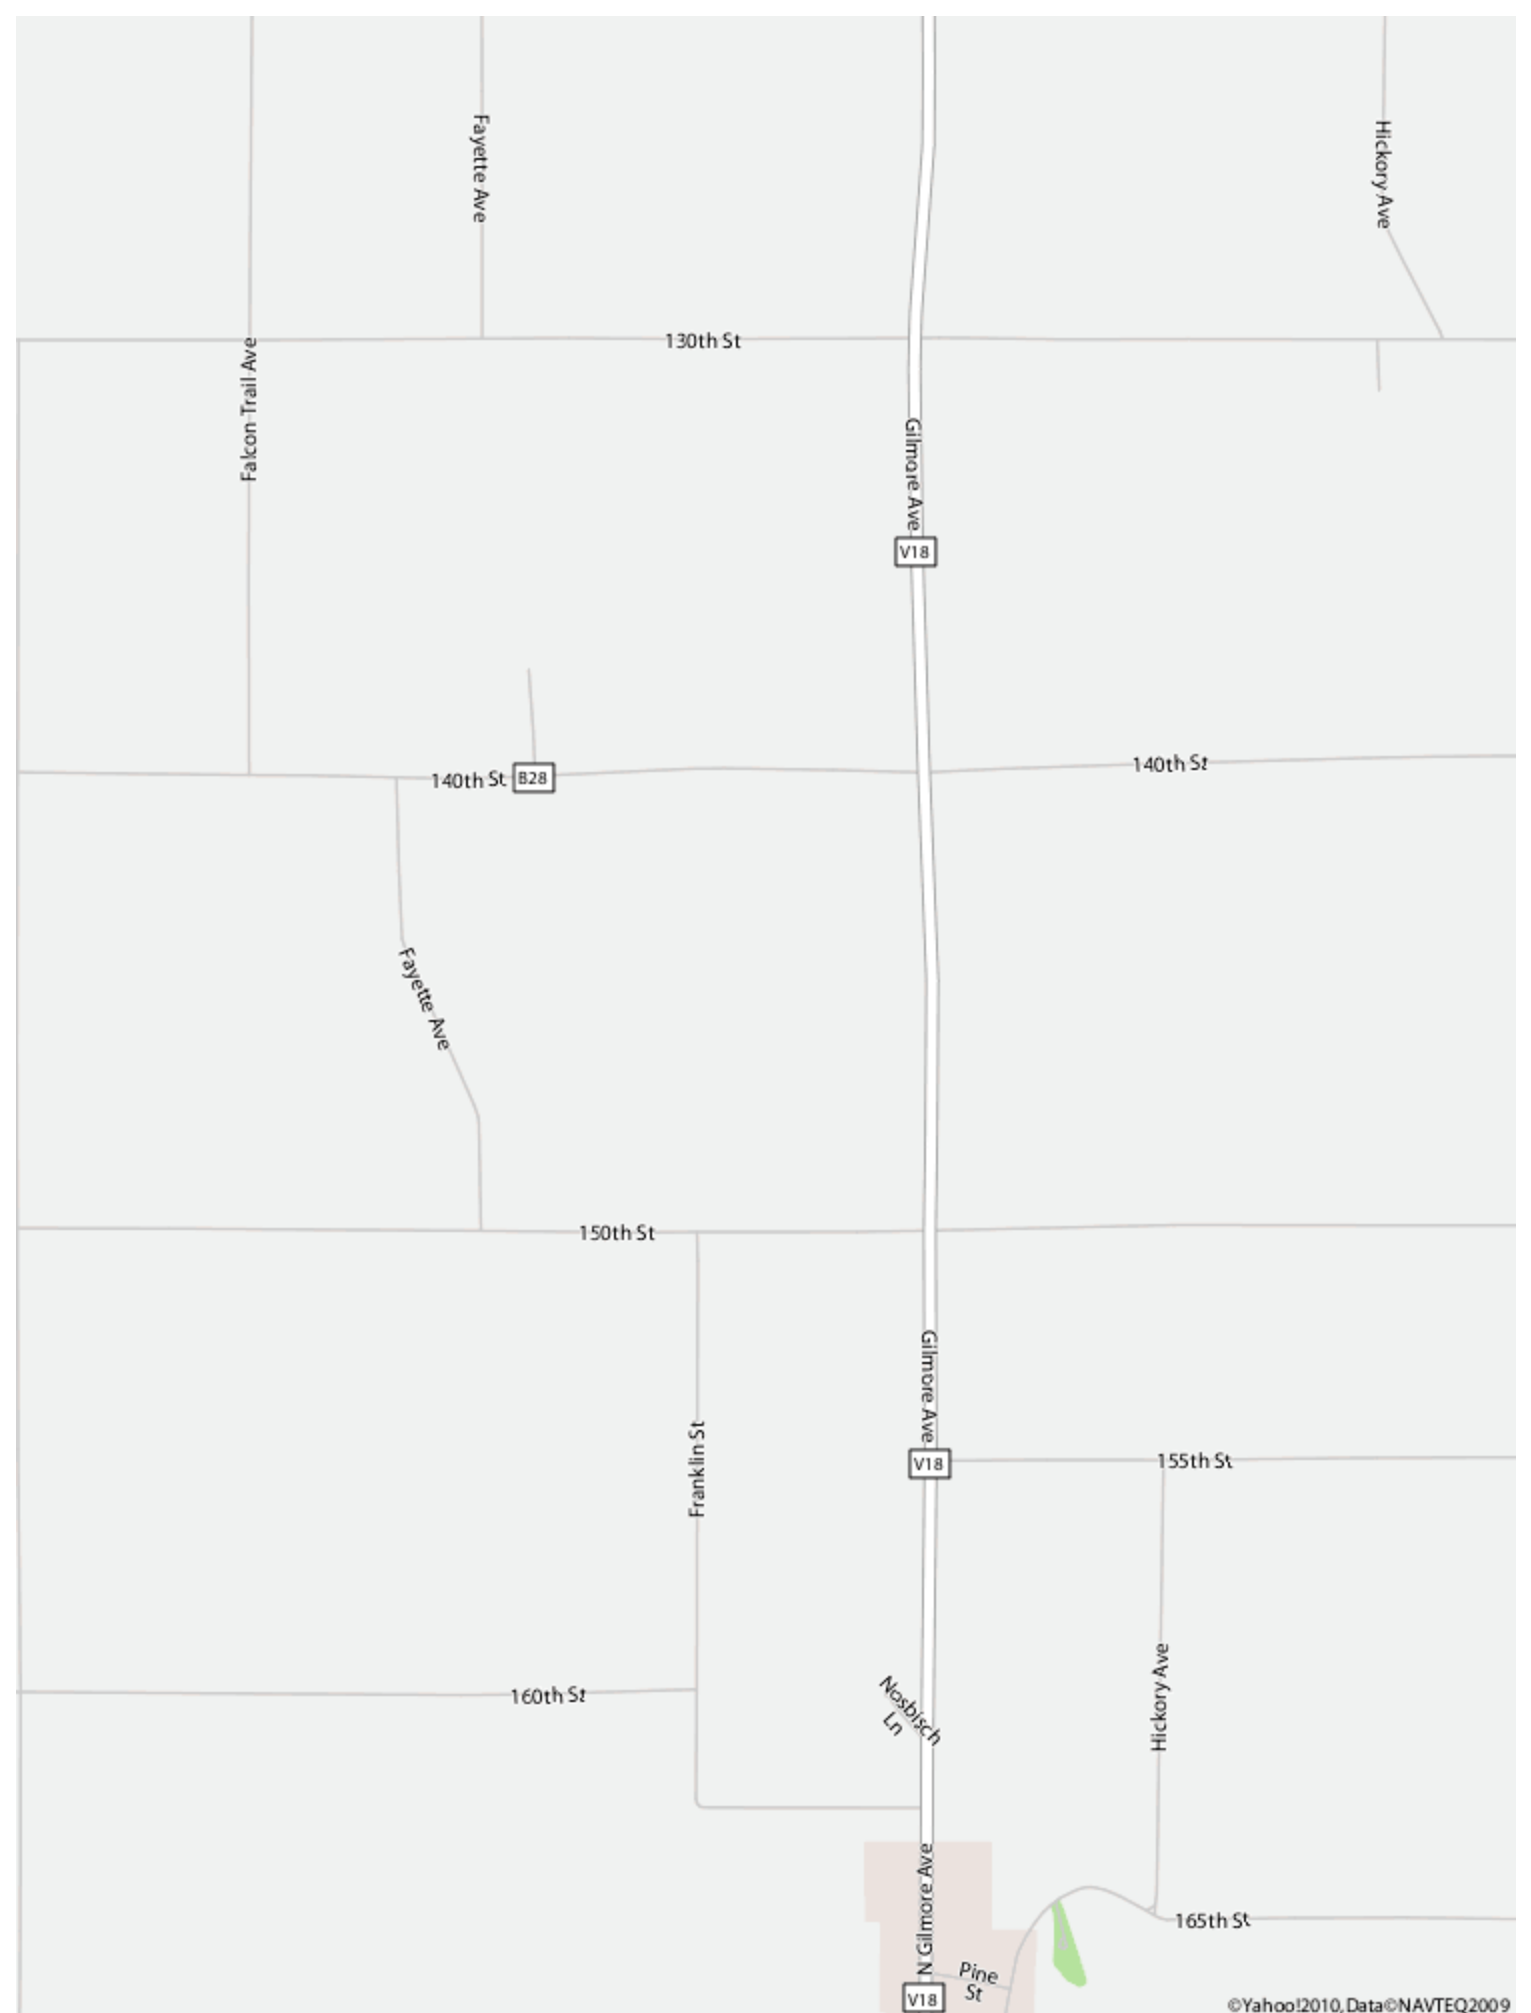 Fayette Ave
Hickory Ave
130th St
Falcon Trail Ave
Gilmore Ave
V18
140th St
140th St
B28
Fayette Ave
150th St
Gilmore Ave
Franklin St
V18
155th St
160th St
Nosbisch
Ln
Hickory Ave
N Gilmore Ave
165th St
Pine
St
V18
©Yahoo!2010,Data©NAVTEQ2009